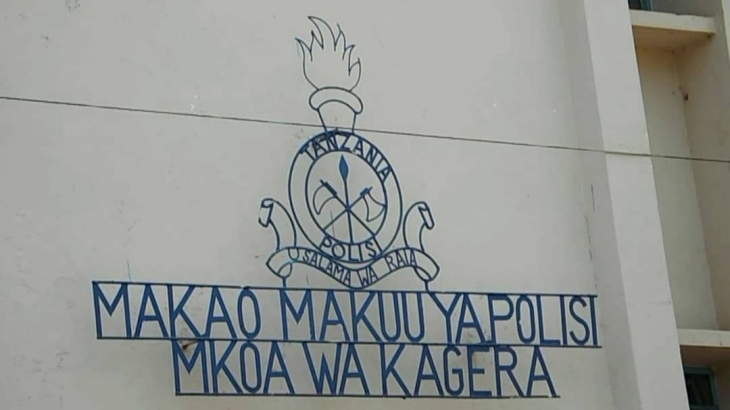 TANZANIA
POLISI
USALAMA WA RAIA
MAKAO MAKUU YA POLISI
MKOA WA KAGERA